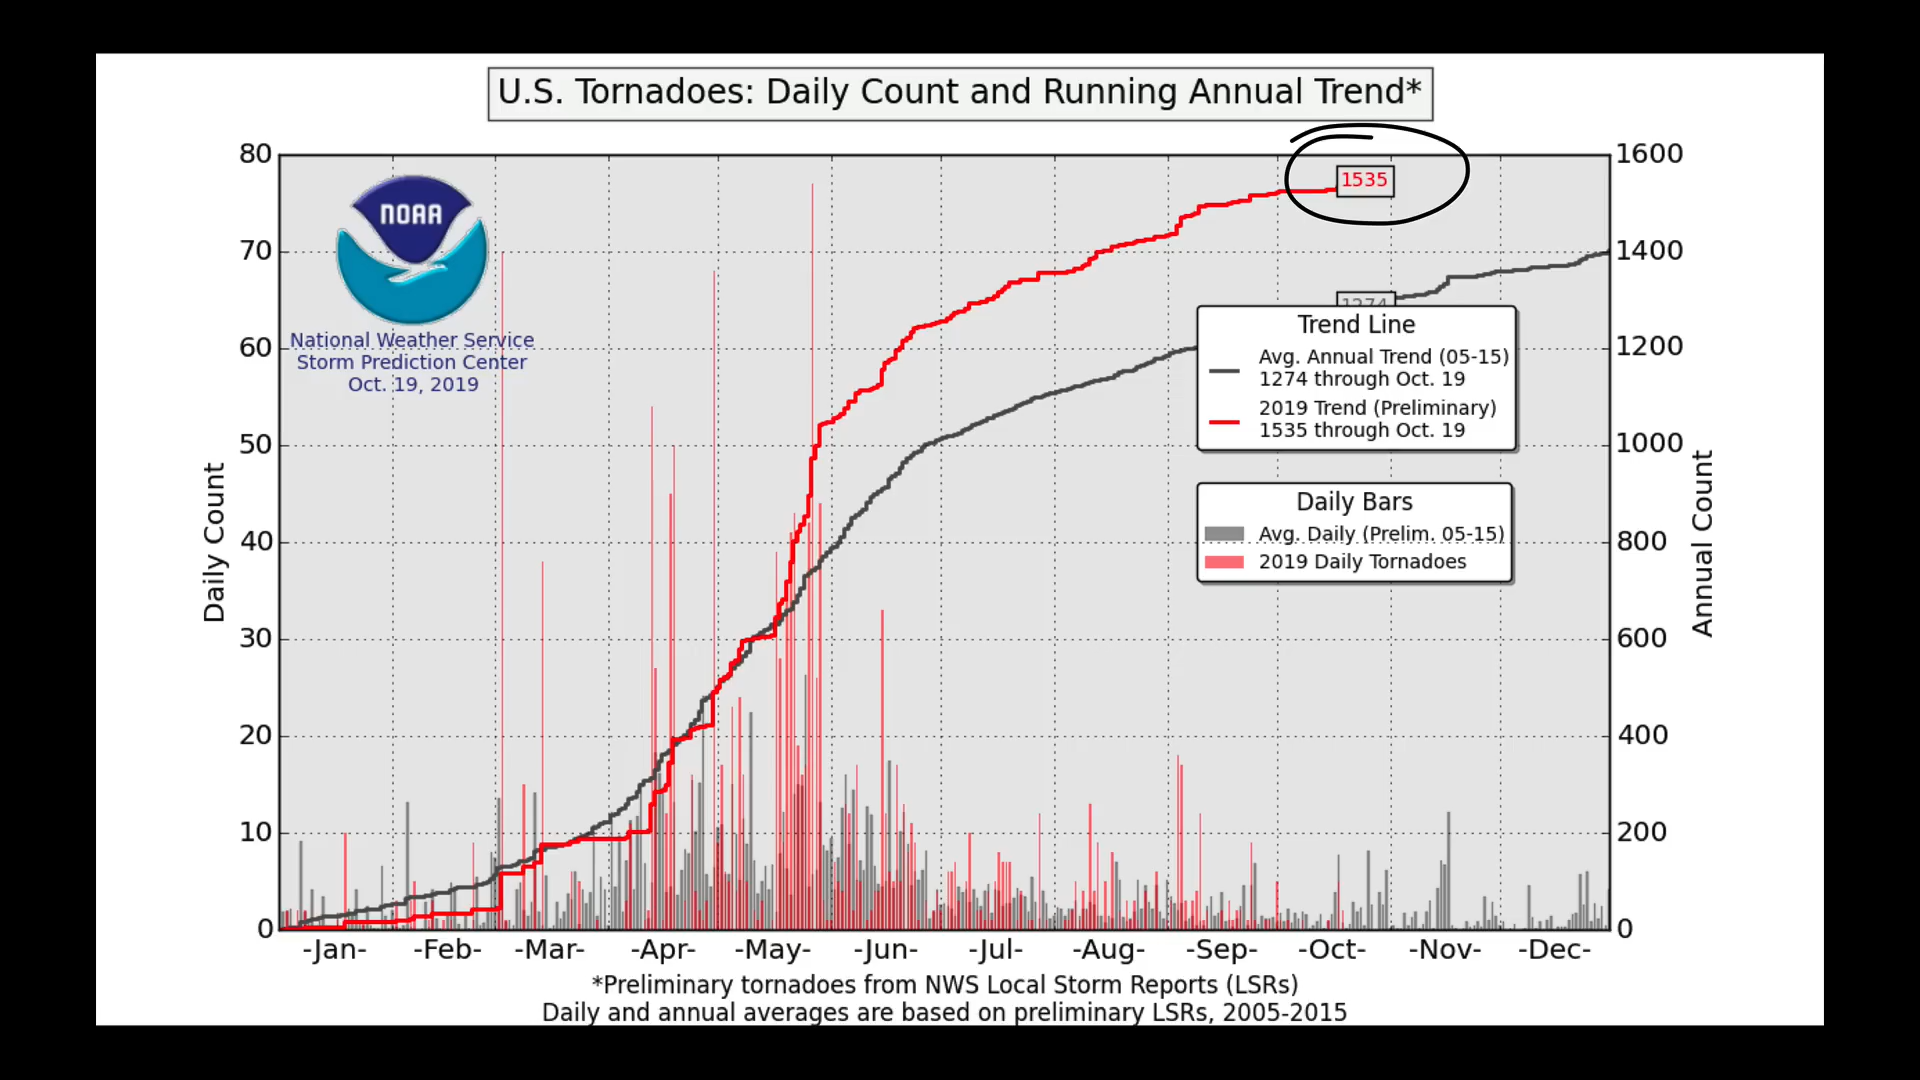 U.S. Tornadoes: Daily Count and Running Annual Trend*
80
70
60
50
40
30
20
10
0
Daily Count
NOAA
National Weather Service
Storm Prediction Center
Oct. 19, 2019
1535
1274
Trend Line
Avg. Annual Trend (05-15)
1274 through Oct. 19
2019 Trend (Preliminary)
1535 through Oct. 19
Daily Bars
Avg. Daily (Prelim. 05-15)
2019 Daily Tornadoes
1600
1400
1200
1000
800
600
400
200
0
Annual Count
-Jan- -Feb- -Mar- -Apr- -May- -Jun- -Jul- -Aug- -Sep- -Oct- -Nov- -Dec-
*Preliminary tornadoes from NWS Local Storm Reports (LSRs)
Daily and annual averages are based on preliminary LSRs, 2005-2015